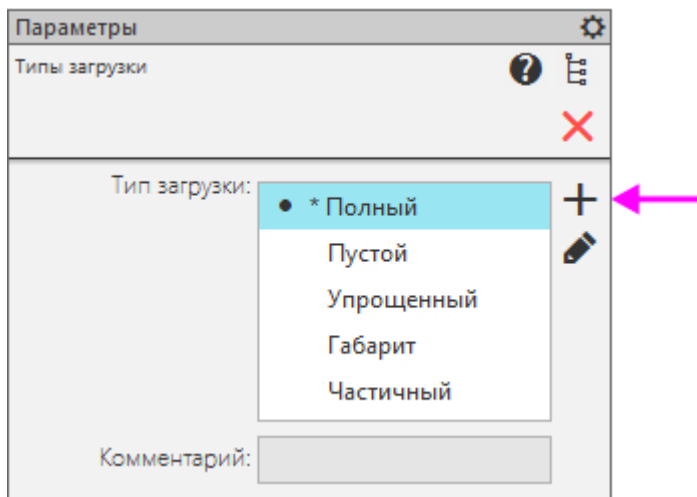 Параметры
Типы загрузки
Тип загрузки:
* Полный
Пустой
Упрощенный
Габарит
Частичный
Комментарий: